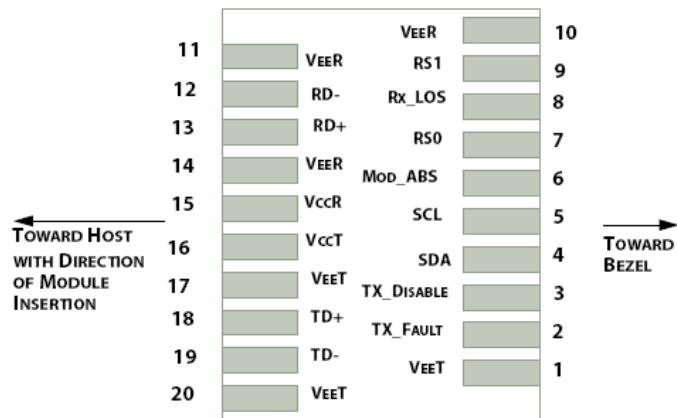 11 VEER
12 RD-
13 RD+
14 VEER
15 VccR
16 VccT
17 VEET
18 TD+
19 TD-
20 VEET
VEER 10
RS1 9
Rx_LOS 8
RS0 7
MOD_ABS 6
SCL 5
SDA 4
TX_DISABLE 3
TX_FAULT 2
VEET 1
TOWARD HOST
WITH DIRECTION
OF MODULE
INSERTION
TOWARD
BEZEL